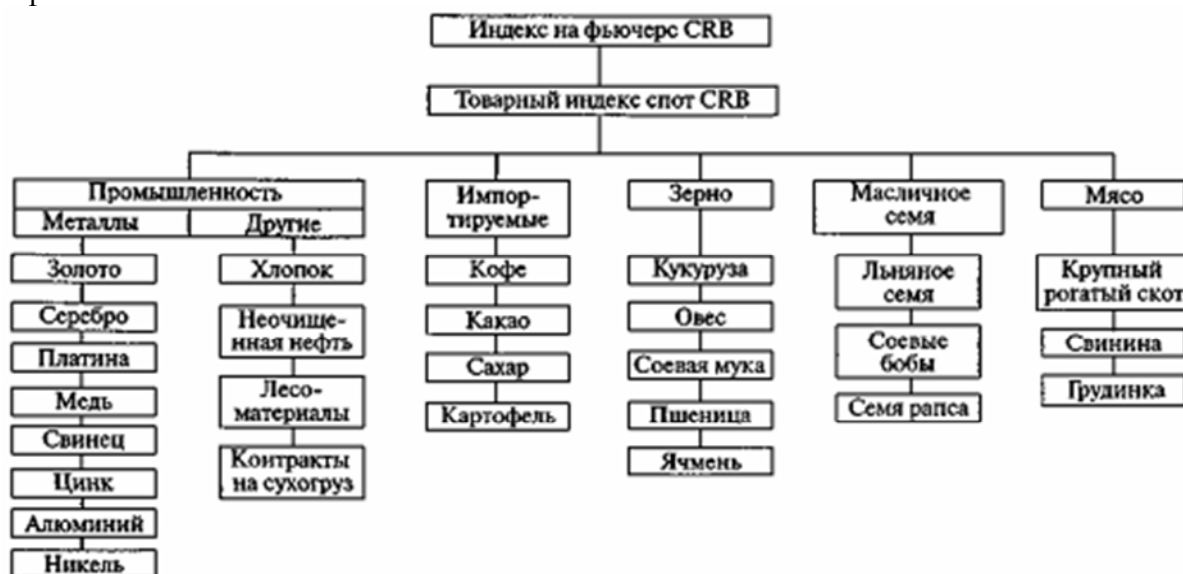 Индекс на фьючерс CRB
Товарный индекс спот CRB
Промышленность
Металлы
Другие
Золото
Серебро
Платина
Медь
Свинец
Цинк
Алюминий
Никель
Хлопок
Неочище-
енная нефть
Лесо-
материалы
Контракты
на сухогруз
Импор-
тируемые
Кофе
Какао
Сахар
Картофель
Зерно
Кукуруза
Овес
Соевая мука
Пшеница
Ячмень
Масличное
семя
Льняное
семя
Соевые
бобы
Семя рапса
Мясо
Крупный
рогатый скот
Свинина
Грудинка